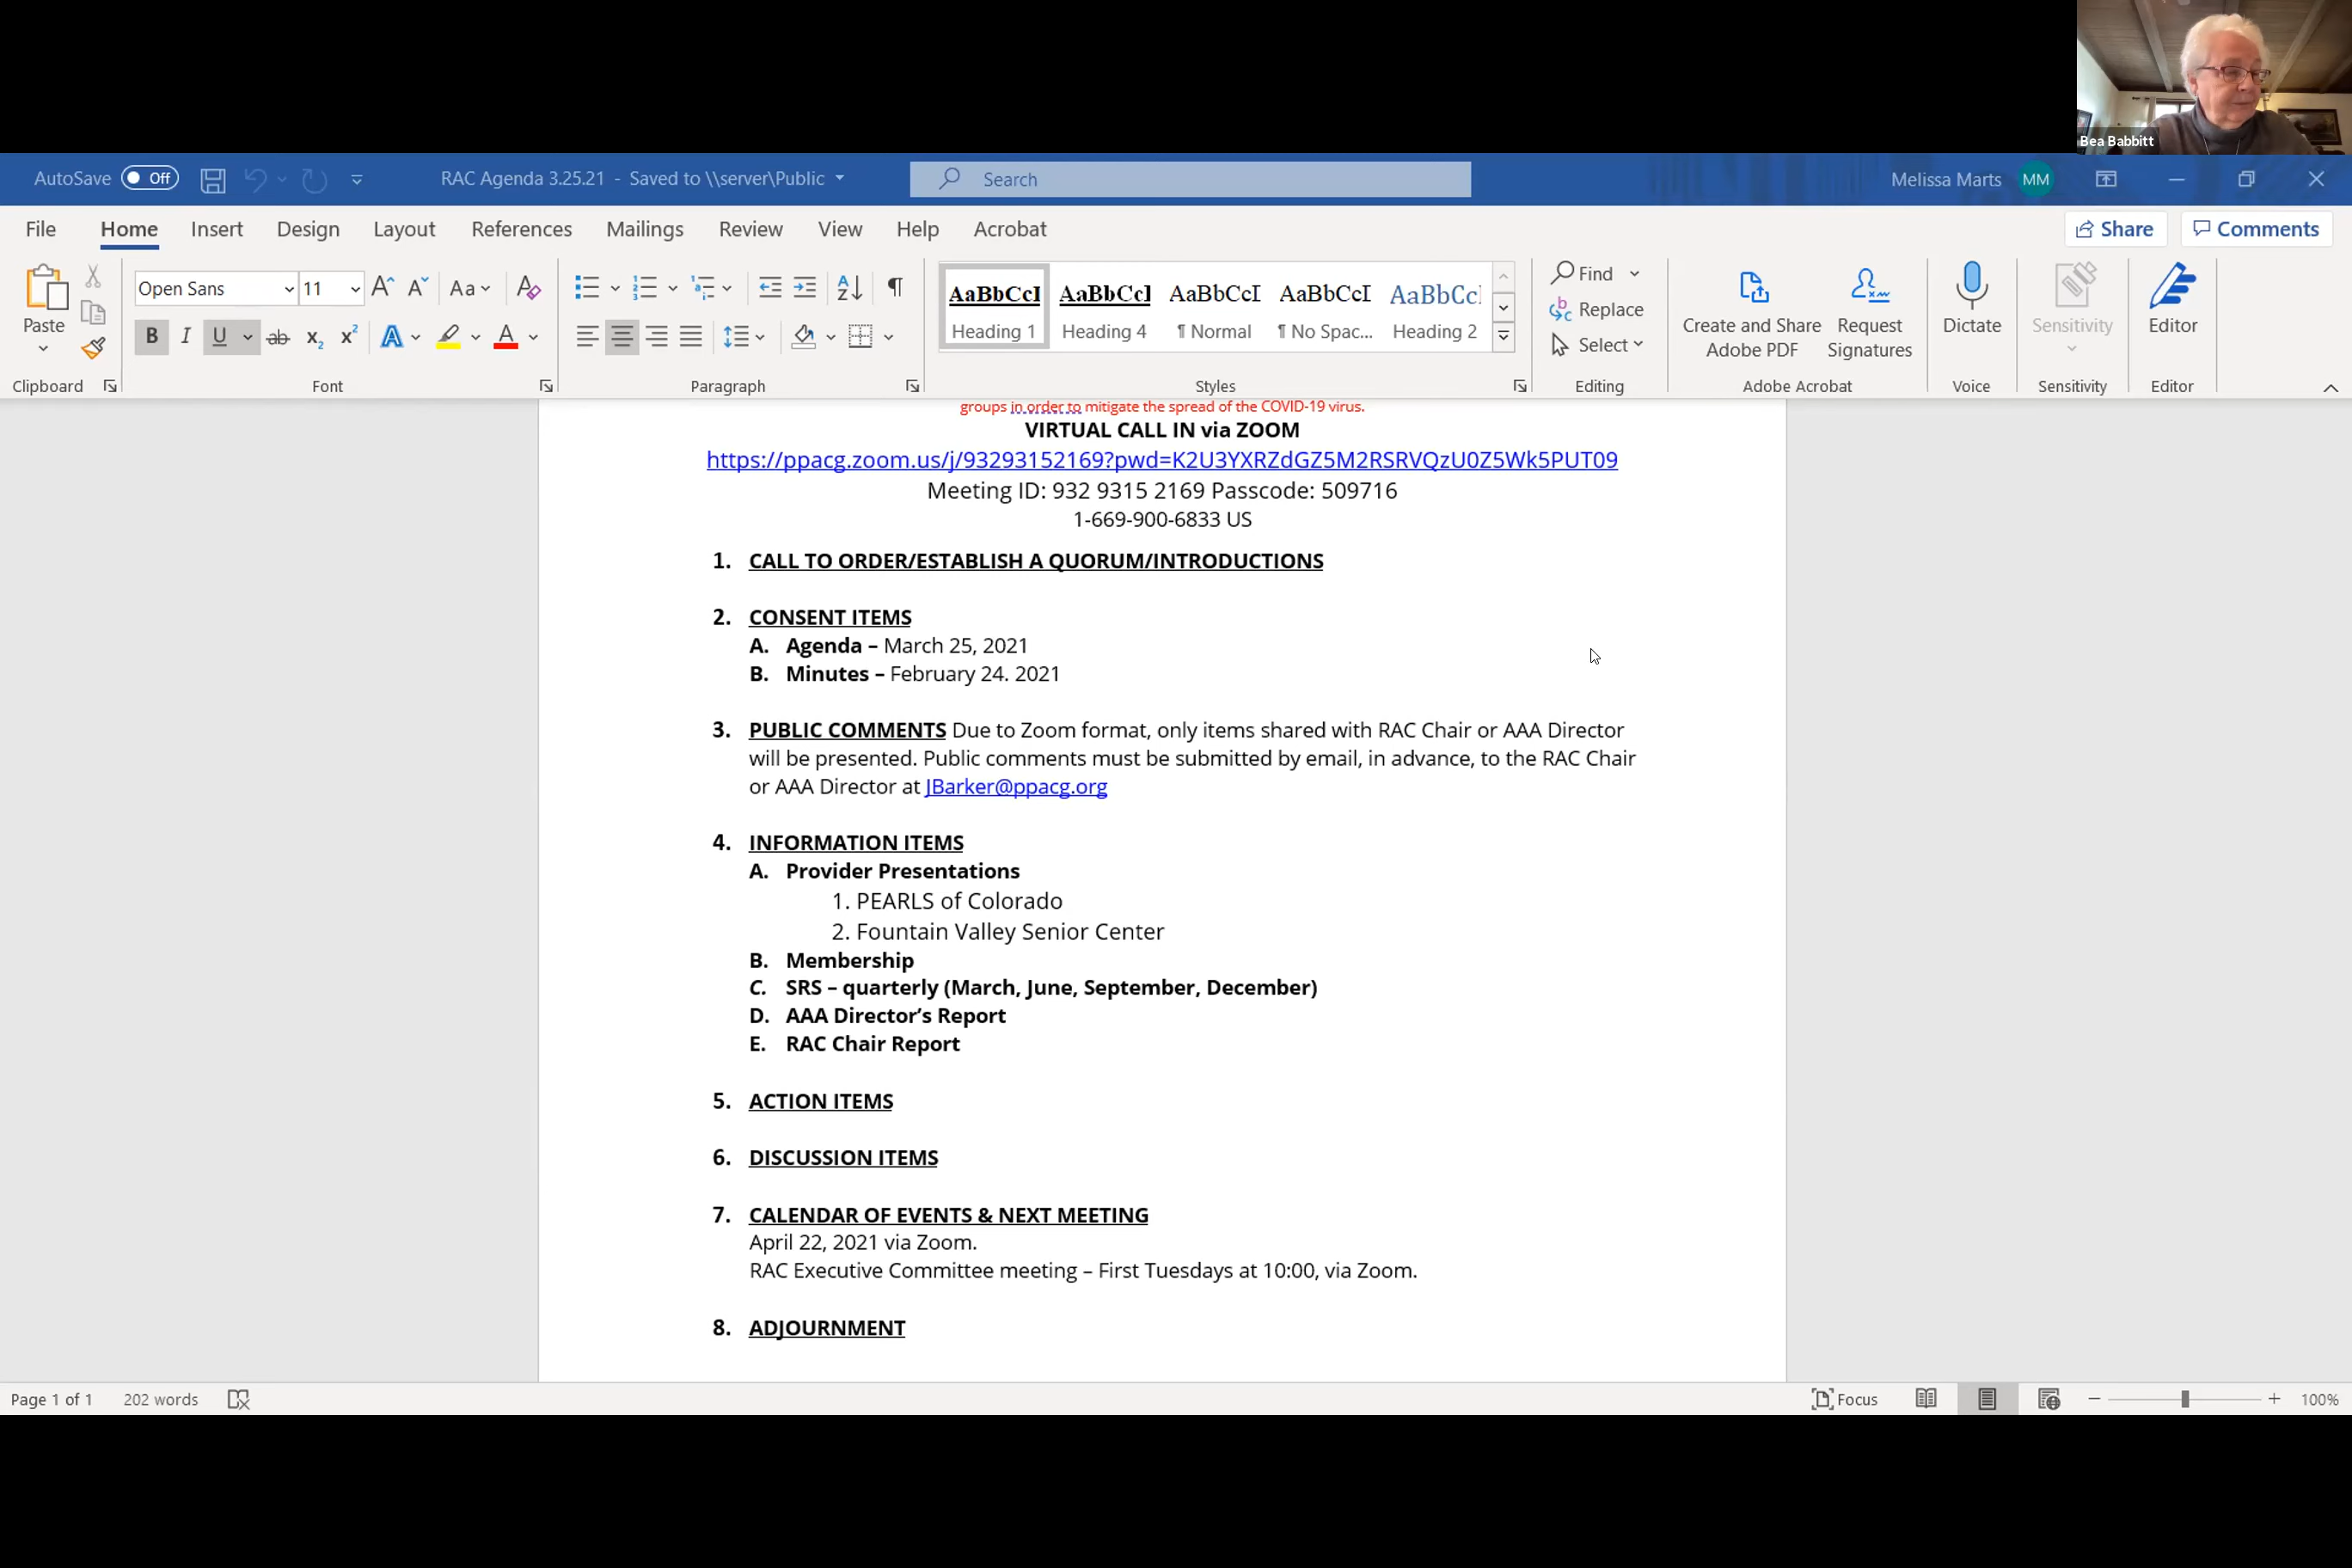 Bea Babbitt
AutoSave Off RAC Agenda 3.25.21 - Saved to \\server\Public Search Melissa Marts MM
File Home Insert Design Layout References Mailings Review View Help Acrobat Share Comments
Paste
Clipboard
Open Sans 11
Font
Paragraph
AaBbCcI AaBbCcI AaBbCcI AaBbCcI AaBbCcI
Heading 1 Heading 4 ¶ Normal ¶ No Spac... Heading 2
Styles
Find
Replace
Select
Editing
Create and Share
Adobe PDF
Request
Signatures
Adobe Acrobat
Dictate
Voice
Sensitivity
Sensitivity
Editor
Editor
groups in order to mitigate the spread of the COVID-19 virus.
VIRTUAL CALL IN via ZOOM
https://ppacg.zoom.us/j/93293152169?pwd=K2U3YXRZdGZ5M2RSRVQzU0Z5Wk5PUT09
Meeting ID: 932 9315 2169 Passcode: 509716
1-669-900-6833 US
1. CALL TO ORDER/ESTABLISH A QUORUM/INTRODUCTIONS
2. CONSENT ITEMS
A. Agenda – March 25, 2021
B. Minutes – February 24. 2021
3. PUBLIC COMMENTS Due to Zoom format, only items shared with RAC Chair or AAA Director
will be presented. Public comments must be submitted by email, in advance, to the RAC Chair
or AAA Director at JBarker@ppacg.org
4. INFORMATION ITEMS
A. Provider Presentations
1. PEARLS of Colorado
2. Fountain Valley Senior Center
B. Membership
C. SRS – quarterly (March, June, September, December)
D. AAA Director’s Report
E. RAC Chair Report
5. ACTION ITEMS
6. DISCUSSION ITEMS
7. CALENDAR OF EVENTS & NEXT MEETING
April 22, 2021 via Zoom.
RAC Executive Committee meeting – First Tuesdays at 10:00, via Zoom.
8. ADJOURNMENT
Page 1 of 1 202 words Focus 100%